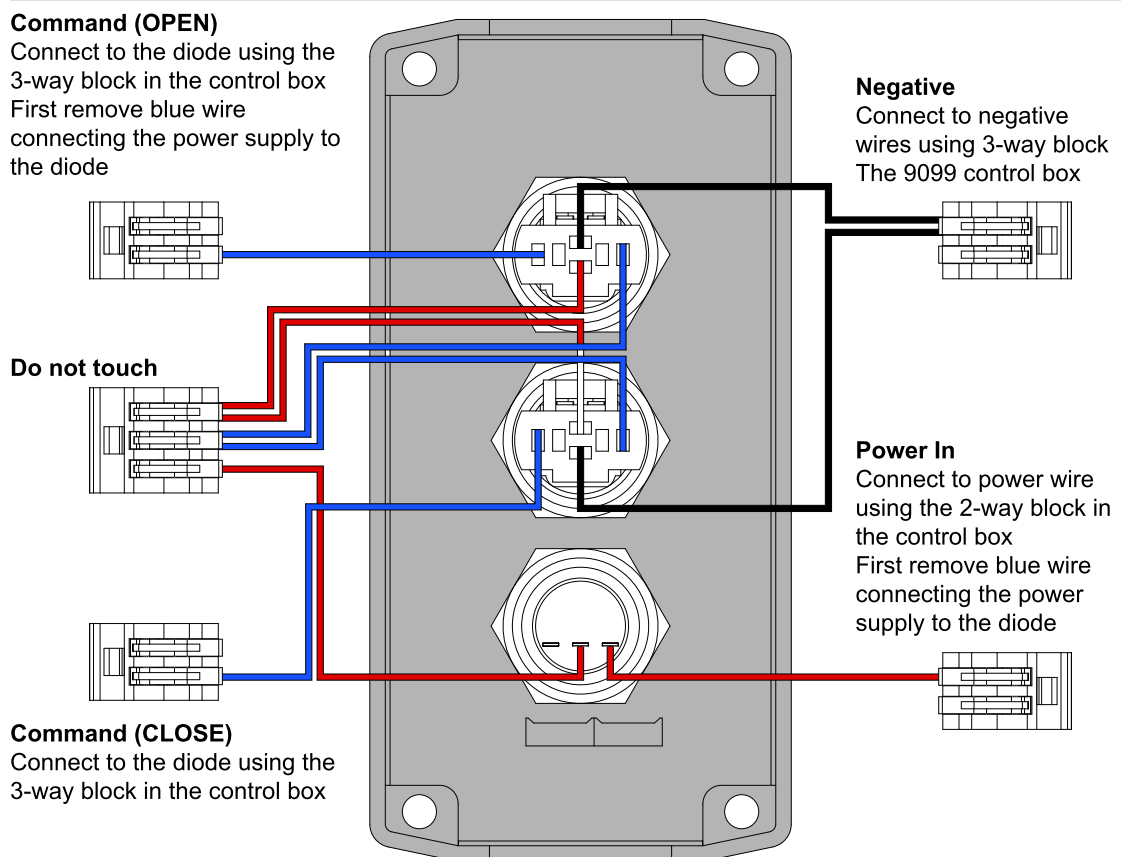 Command (OPEN)
Connect to the diode using the
3-way block in the control box
First remove blue wire
connecting the power supply to
the diode
Negative
Connect to negative
wires using 3-way block
The 9099 control box
Do not touch
Power In
Connect to power wire
using the 2-way block in
the control box
First remove blue wire
connecting the power
supply to the diode
Command (CLOSE)
Connect to the diode using the
3-way block in the control box